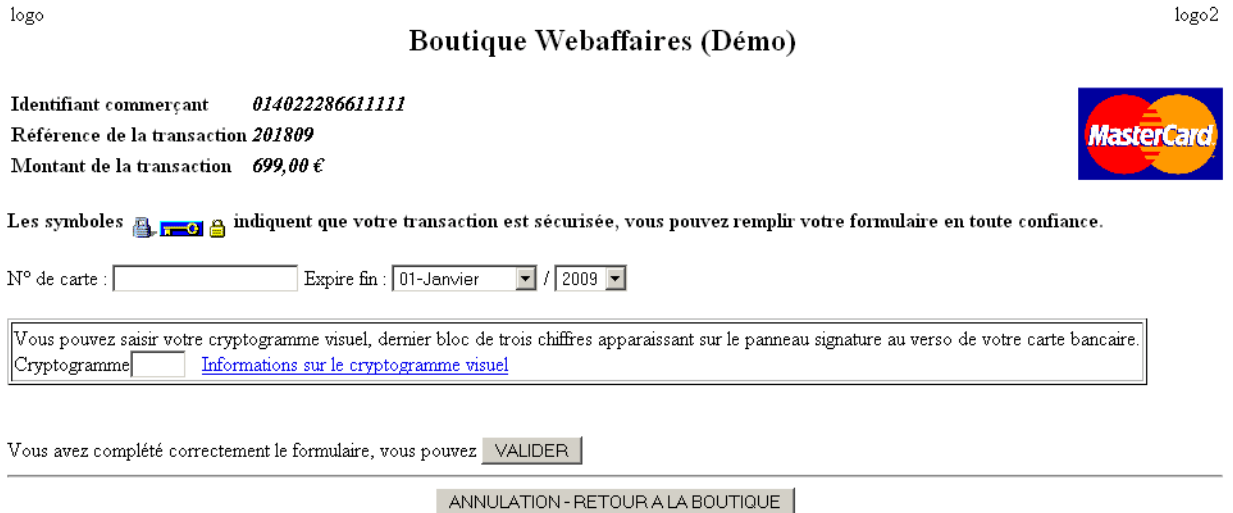 logo
logo2
Boutique Webaffaires (Démo)
Identifiant commerçant 014022286611111
Référence de la transaction 201809
Montant de la transaction 699,00 €
MasterCard
Les symboles indiquent que votre transaction est sécurisée, vous pouvez remplir votre formulaire en toute confiance.
N° de carte : Expire fin : 01-Janvier / 2009
Vous pouvez saisir votre cryptogramme visuel, dernier bloc de trois chiffres apparaissant sur le panneau signature au verso de votre carte bancaire.
Cryptogramme Informations sur le cryptogramme visuel
Vous avez complété correctement le formulaire, vous pouvez VALIDER
ANNULATION - RETOUR A LA BOUTIQUE